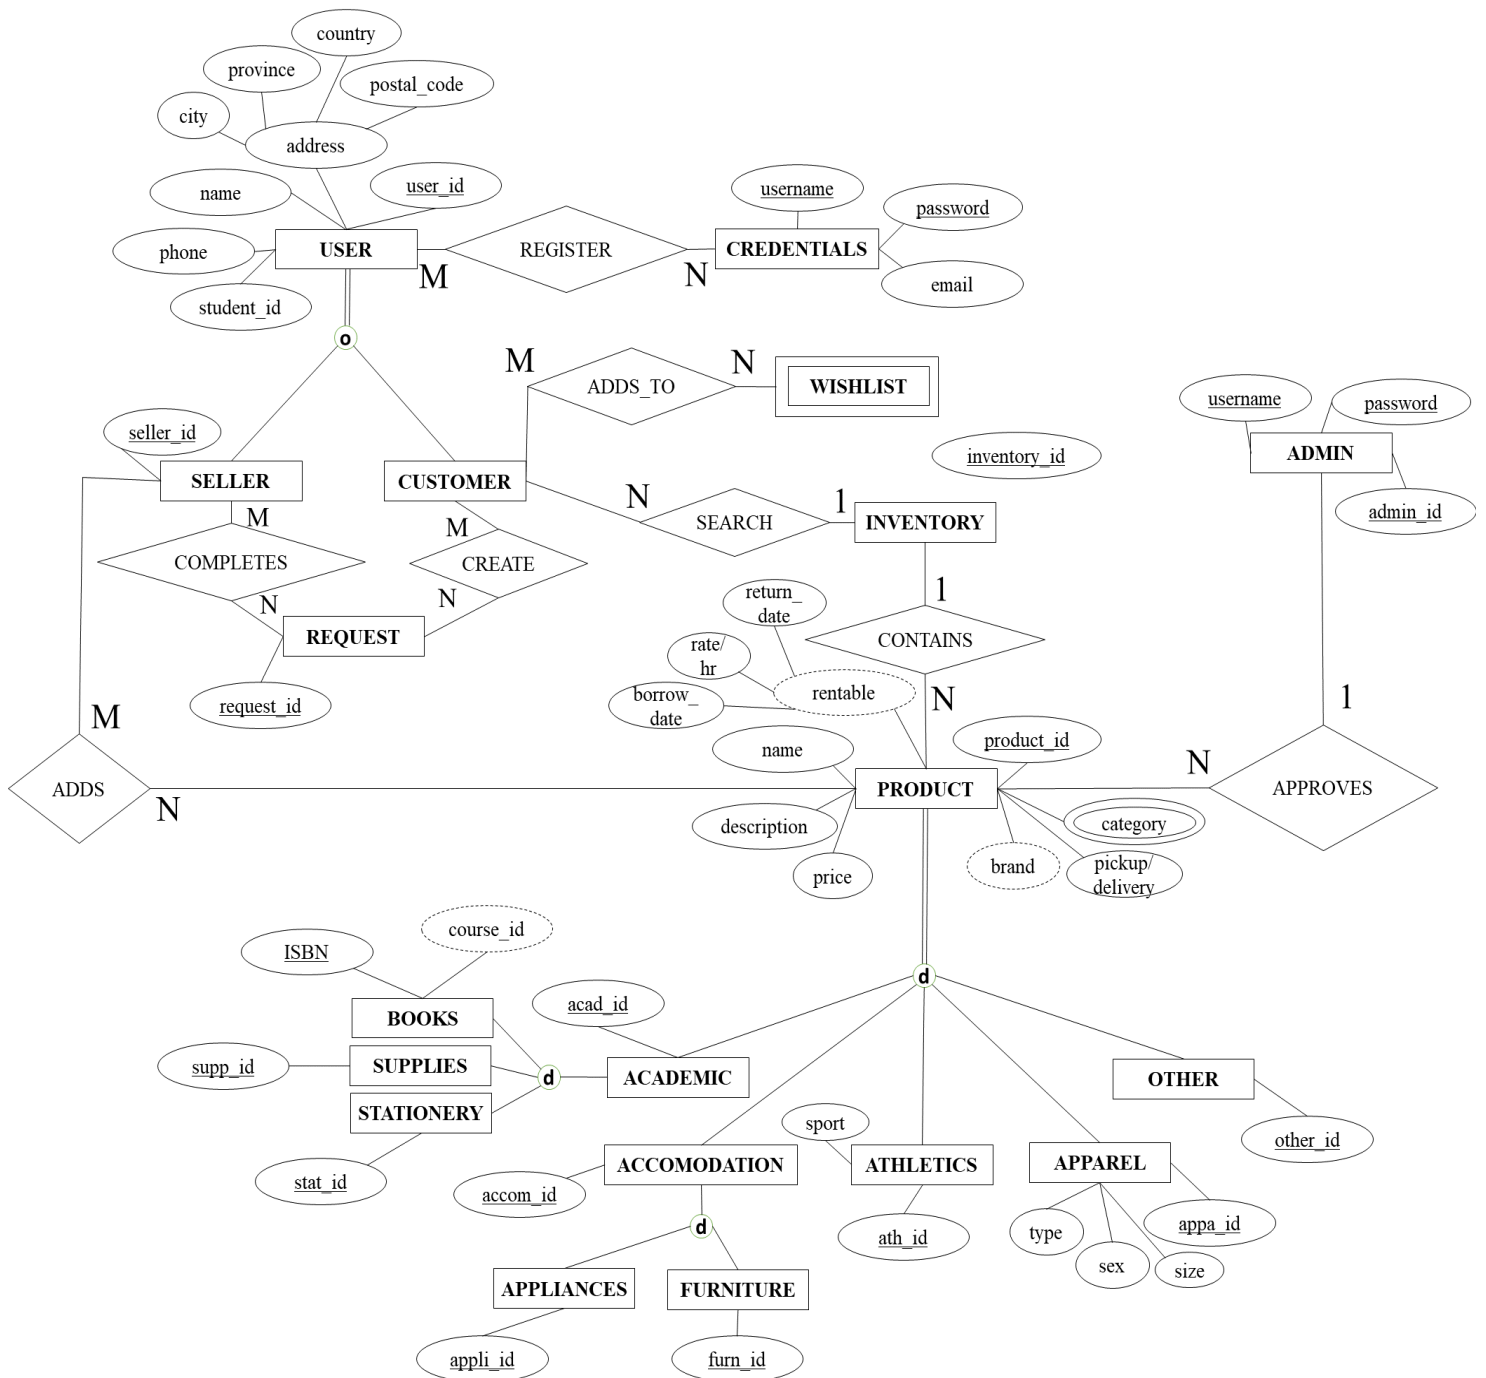 country
province
postal_code
city
address
name
user_id
username
password
phone
USER
REGISTER
CREDENTIALS
M
N
student_id
email
o
M
ADDS_TO
N
WISHLIST
username
password
seller_id
inventory_id
ADMIN
SELLER
CUSTOMER
N
SEARCH
1
INVENTORY
admin_id
M
M
COMPLETES
CREATE
N
N
REQUEST
return_
date
1
CONTAINS
rate/
hr
rentable
borrow_
date
N
request_id
M
1
name
product_id
ADDS
N
PRODUCT
N
APPROVES
description
category
price
brand
pickup/
delivery
course_id
ISBN
d
BOOKS
acad_id
supp_id
SUPPLIES
d
ACADEMIC
OTHER
STATIONERY
sport
other_id
ACCOMODATION
ATHLETICS
APPAREL
stat_id
accom_id
d
ath_id
type
appa_id
sex
size
APPLIANCES
FURNITURE
appli_id
furn_id